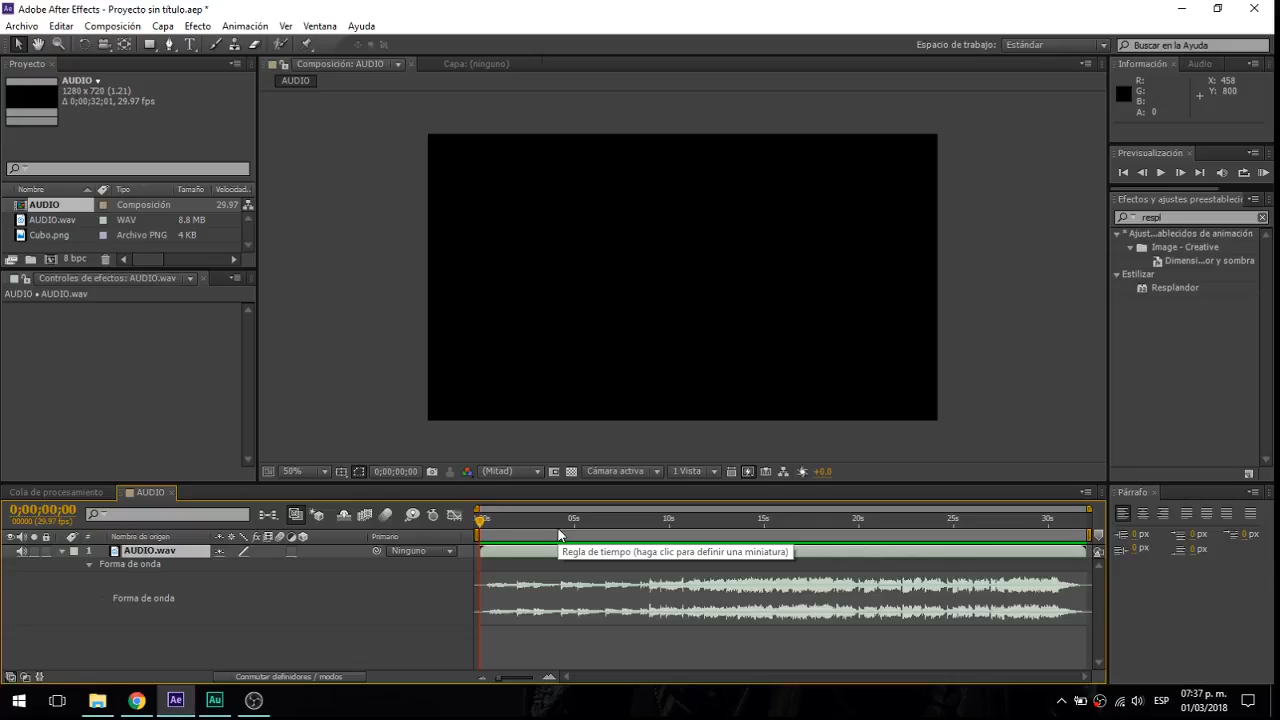 Adobe After Effects - Proyecto sin título.aep *
Archivo Editar Composición Capa Efecto Animación Ver Ventana Ayuda
Espacio de trabajo: Estándar Buscar en la Ayuda
Proyecto
AUDIO
1280 x 720 (1.21)
Δ 0;00;32;01, 29.97 fps
Nombre Tipo Tamaño Velocidad...
AUDIO Composición 29.97
AUDIO.wav WAV 8.8 MB
Cubo.png Archivo PNG 4 KB
8 bpc
Controles de efectos: AUDIO.wav
AUDIO • AUDIO.wav
Composición: AUDIO Capa: (ninguno)
AUDIO
50% 0;00;00;00 (Mitad) Cámara activa 1 Vista +0.0
Información Audio
R: X: 458
G: Y: 800
B:
A: 0
Previsualización
Efectos y ajustes preestableci
respl
* Ajust...ablecidos de animación
Image - Creative
Dimensi...or y sombra
Estilizar
Resplandor
Cola de procesamiento AUDIO
0;00;00;00
00000 (29.97 fps)
05s 10s 15s 20s 25s 30s
# Nombre de origen fx Primario
1 AUDIO.wav Ninguno
Regla de tiempo (haga clic para definir una miniatura)
Forma de onda
Forma de onda
Conmutar definidores / modos
Párrafo
0 px 0 px 0 px
0 px 0 px
Ae Au ESP 07:37 p. m.
01/03/2018